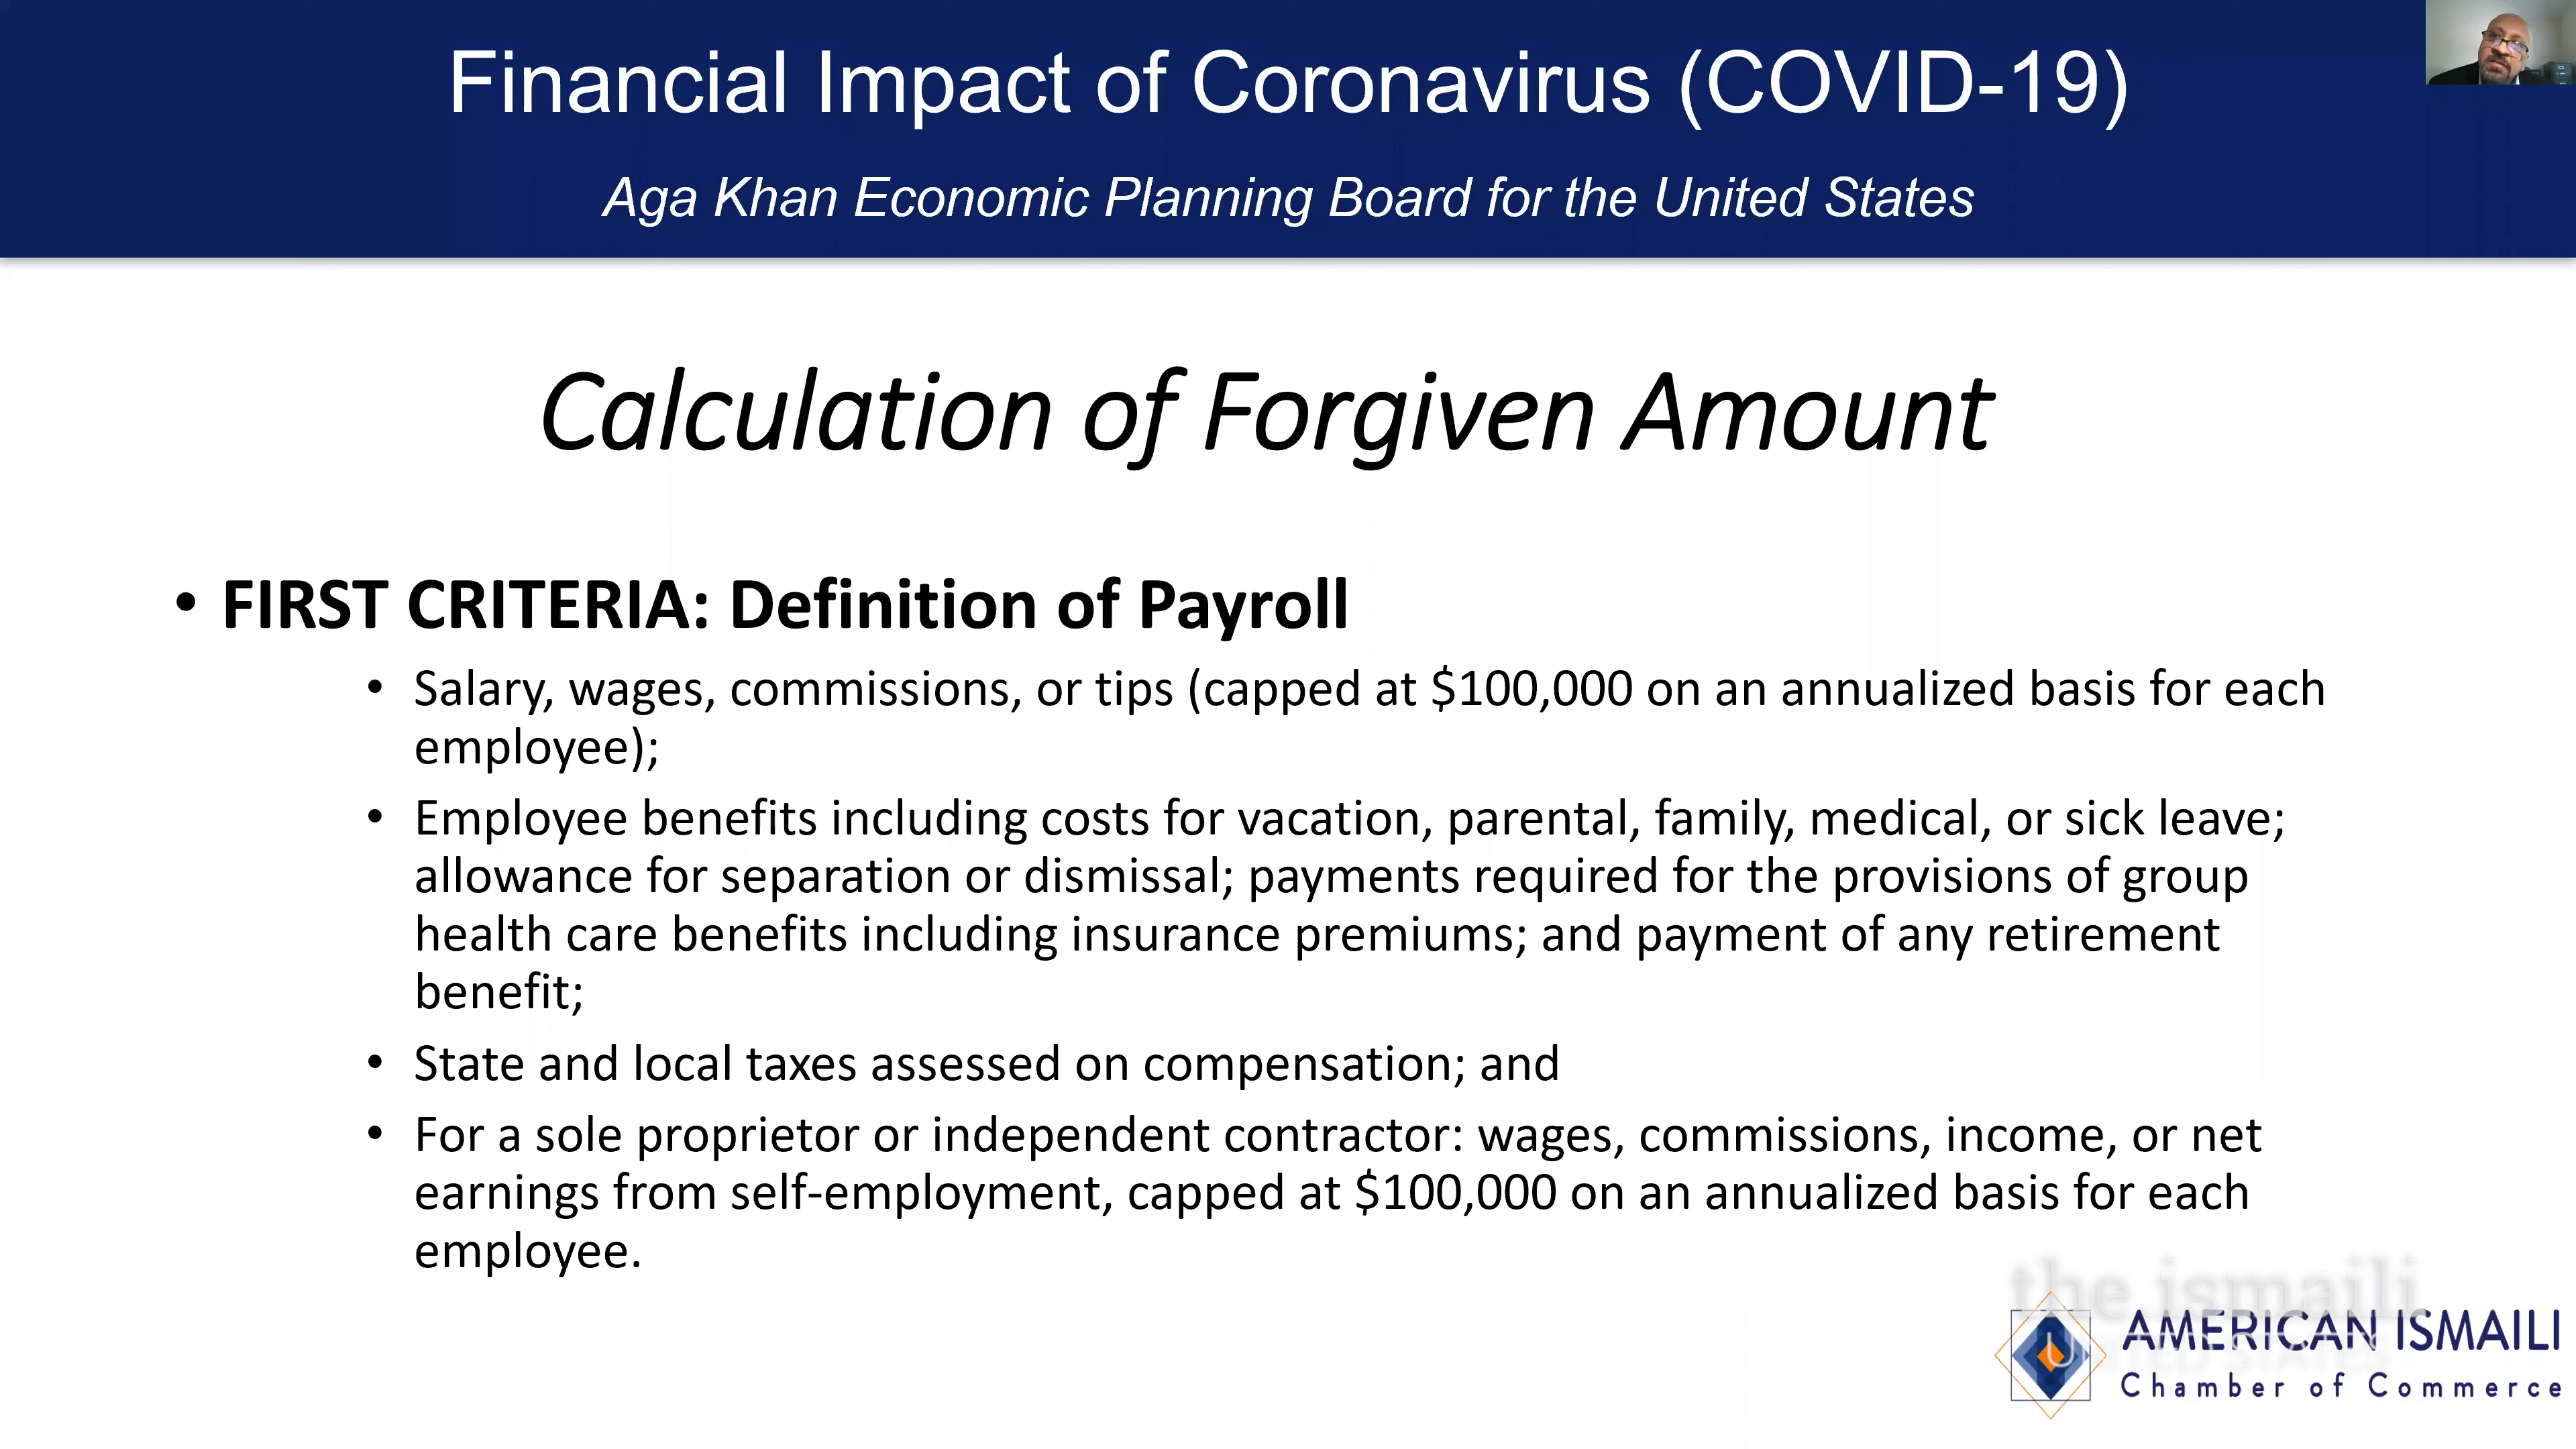 Financial Impact of Coronavirus (COVID-19)
Aga Khan Economic Planning Board for the United States
Calculation of Forgiven Amount
• FIRST CRITERIA: Definition of Payroll
• Salary, wages, commissions, or tips (capped at $100,000 on an annualized basis for each
employee);
• Employee benefits including costs for vacation, parental, family, medical, or sick leave;
allowance for separation or dismissal; payments required for the provisions of group
health care benefits including insurance premiums; and payment of any retirement
benefit;
• State and local taxes assessed on compensation; and
• For a sole proprietor or independent contractor: wages, commissions, income, or net
earnings from self-employment, capped at $100,000 on an annualized basis for each
employee.
the.ismaili
AMERICAN ISMAILI
Chamber of Commerce